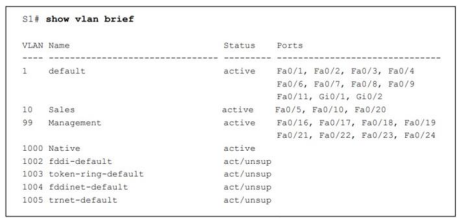 S1# show vlan brief
VLAN Name Status Ports
---- -------------------------------- --------- -------------------------------
1 default active Fa0/1, Fa0/2, Fa0/3, Fa0/4
Fa0/6, Fa0/7, Fa0/8, Fa0/9
Fa0/11, Gi0/1, Gi0/2
10 Sales active Fa0/5, Fa0/10, Fa0/20
99 Management active Fa0/16, Fa0/17, Fa0/18, Fa0/19
Fa0/21, Fa0/22, Fa0/23, Fa0/24
1000 Native active
1002 fddi-default act/unsup
1003 token-ring-default act/unsup
1004 fddinet-default act/unsup
1005 trnet-default act/unsup